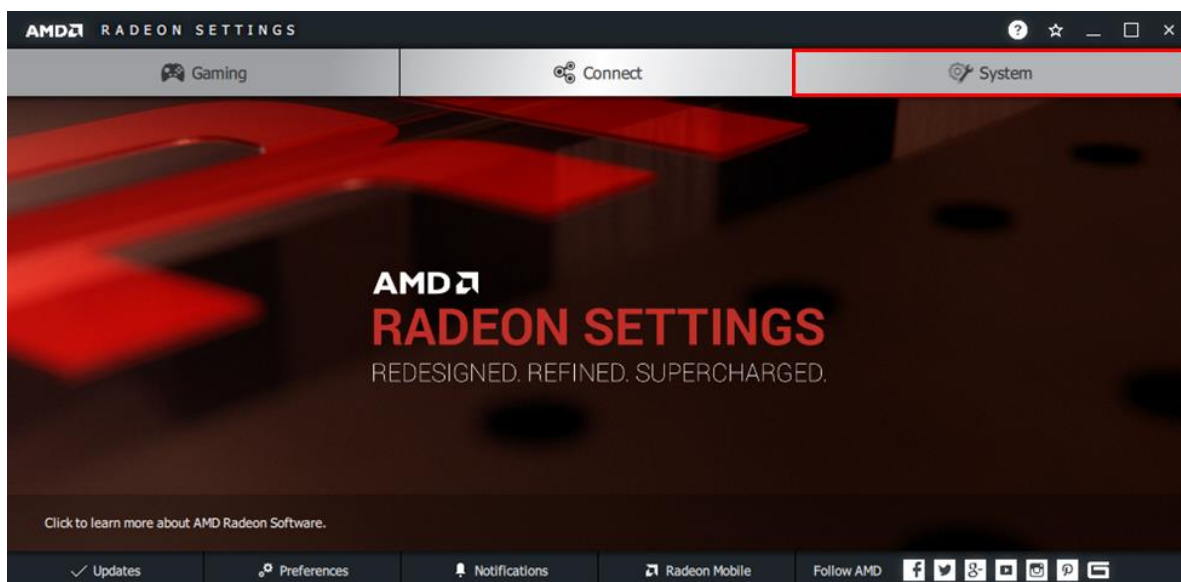 AMD RADEON SETTINGS
Gaming Connect System
AMD
RADEON SETTINGS
REDESIGNED. REFINED. SUPERCHARGED.
Click to learn more about AMD Radeon Software.
Updates Preferences Notifications Radeon Mobile Follow AMD